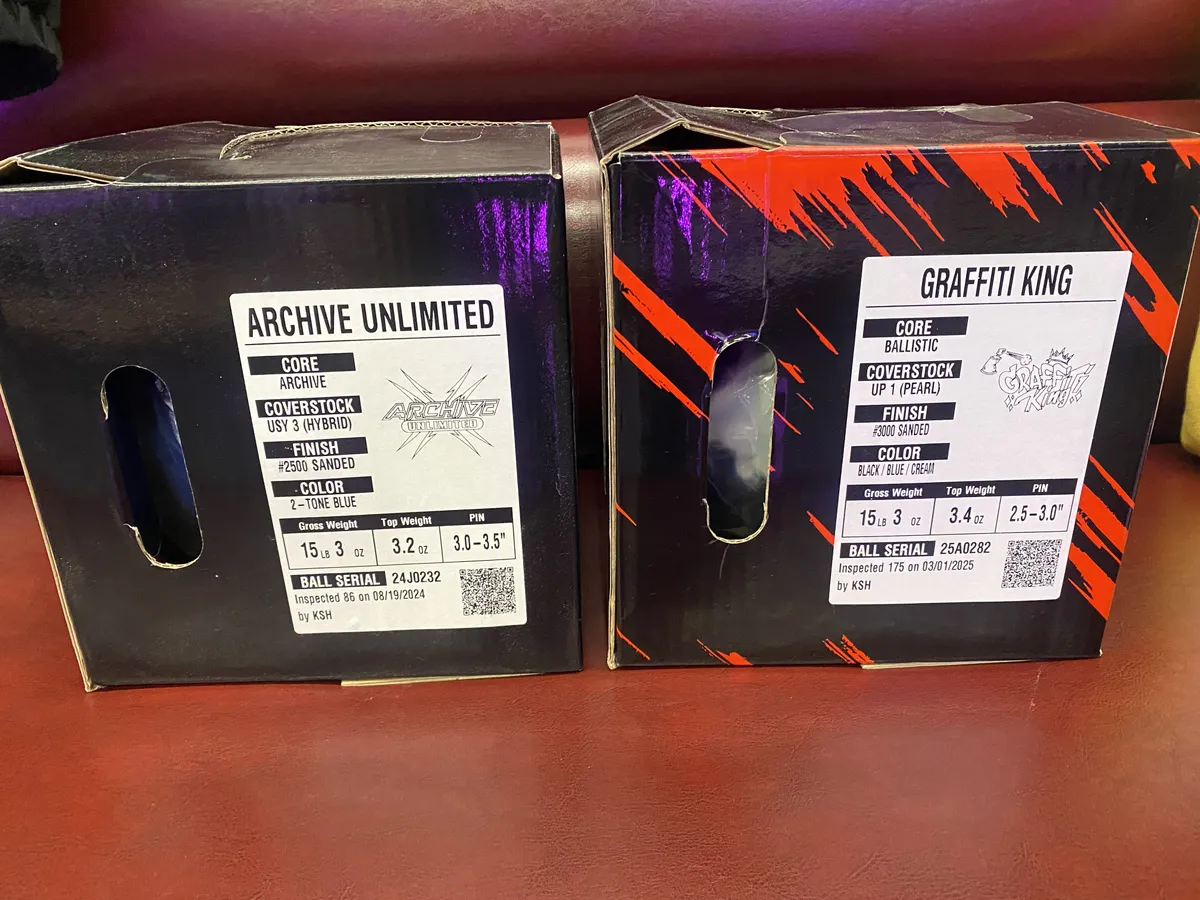 ARCHIVE UNLIMITED
CORE
ARCHIVE
COVERSTOCK
USY 3 (HYBRID)
FINISH
#2500 SANDED
COLOR
2-TONE BLUE
ARCHIVE
UNLIMITED
Gross Weight Top Weight PIN
15 LB 3 OZ 3.2 OZ 3.0-3.5"
BALL SERIAL 24J0232
Inspected 86 on 08/19/2024
by KSH
GRAFFITI KING
CORE
BALLISTIC
COVERSTOCK
UP 1 (PEARL)
FINISH
#3000 SANDED
COLOR
BLACK / BLUE / CREAM
GRAFFITI
King
Gross Weight Top Weight PIN
15 LB 3 OZ 3.4 OZ 2.5-3.0"
BALL SERIAL 25A0282
Inspected 175 on 03/01/2025
by KSH